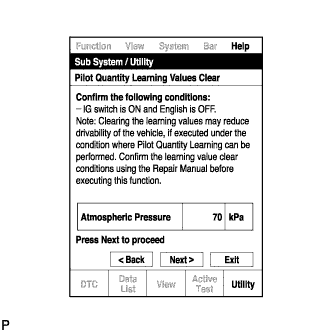 Function View System Bar Help
Sub System / Utility
Pilot Quantity Learning Values Clear
Confirm the following conditions:
– IG switch is ON and English is OFF.
Note: Clearing the learning values may reduce
drivability of the vehicle, if executed under the
condition where Pilot Quantity Learning can be
performed. Confirm the learning value clear
conditions using the Repair Manual before
executing this function.
Atmospheric Pressure 70 kPa
Press Next to proceed
< Back Next > Exit
DTC Data List View Active Test Utility
P